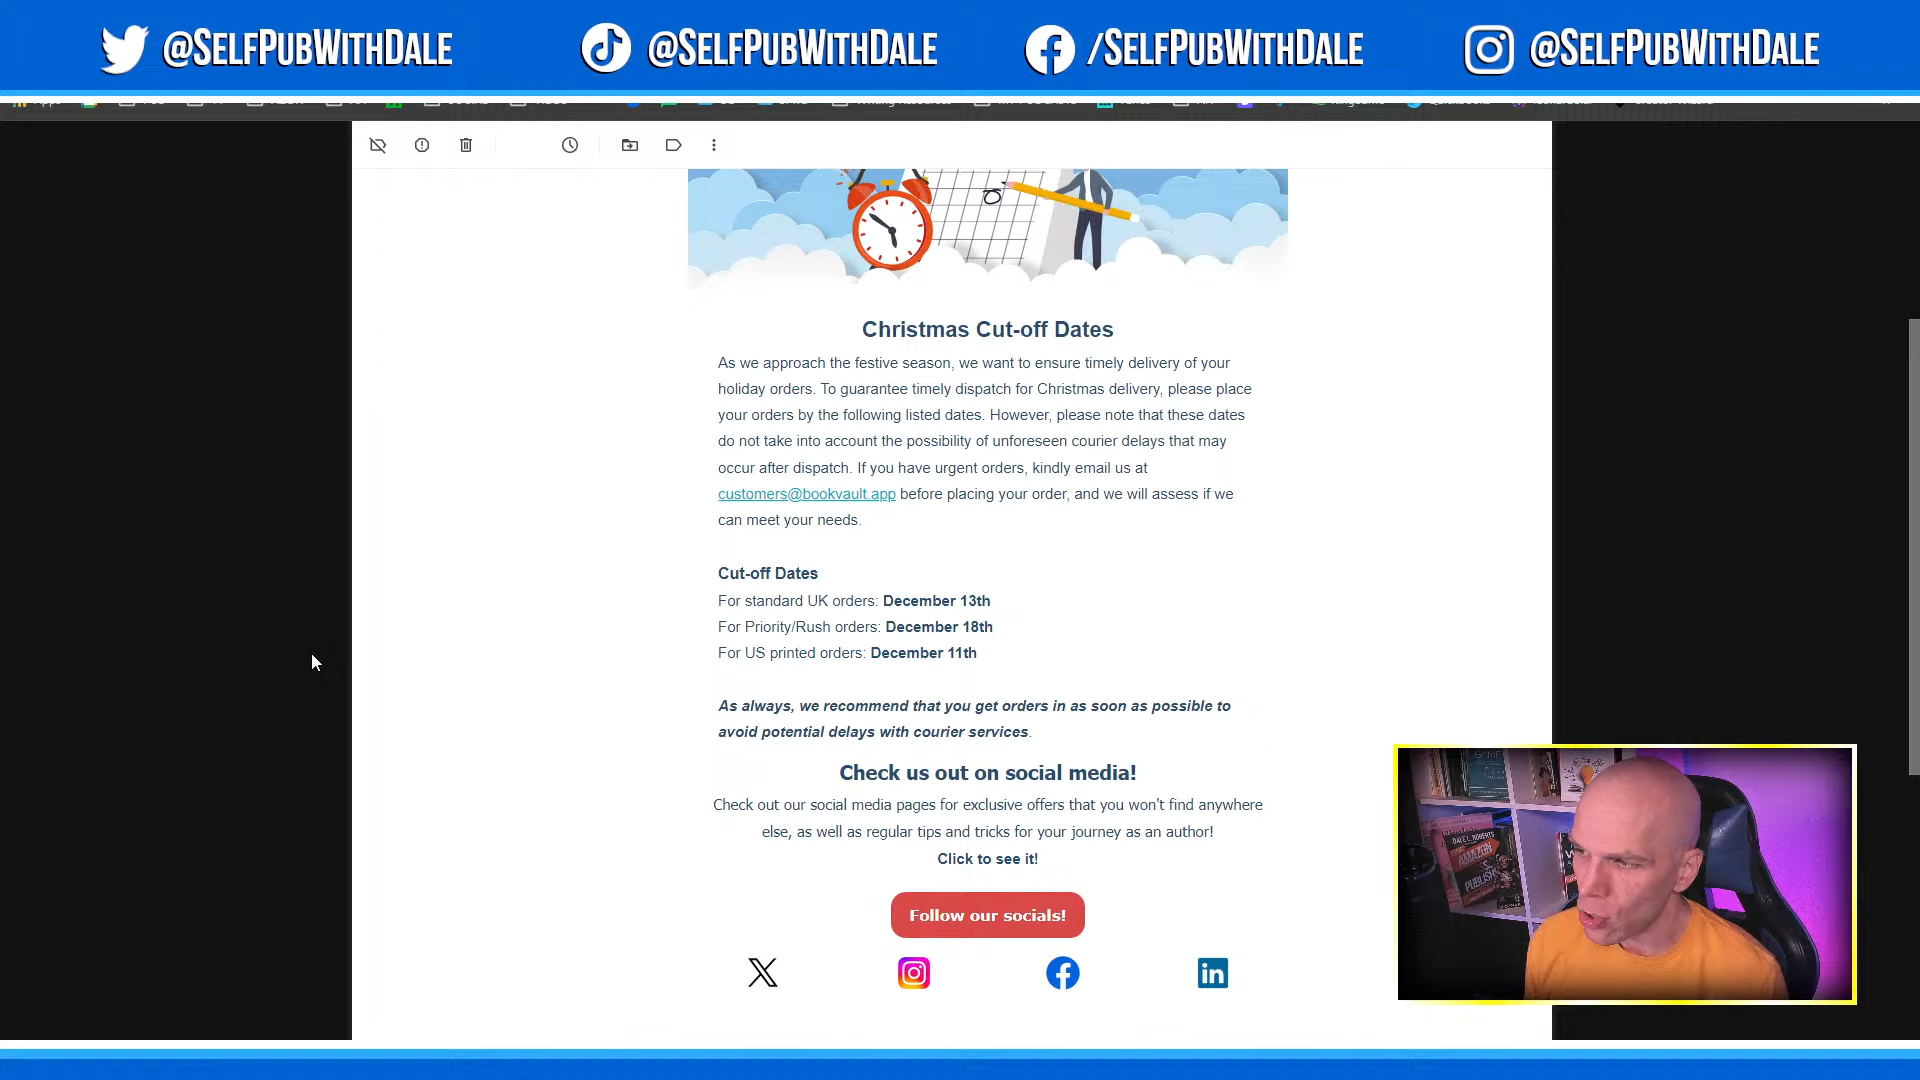 @SELFPUBWITHDALE
@SELFPUBWITHDALE
/SELFPUBWITHDALE
@SELFPUBWITHDALE
Christmas Cut-off Dates
As we approach the festive season, we want to ensure timely delivery of your
holiday orders. To guarantee timely dispatch for Christmas delivery, please place
your orders by the following listed dates. However, please note that these dates
do not take into account the possibility of unforeseen courier delays that may
occur after dispatch. If you have urgent orders, kindly email us at
customers@bookvault.app before placing your order, and we will assess if we
can meet your needs.
Cut-off Dates
For standard UK orders: December 13th
For Priority/Rush orders: December 18th
For US printed orders: December 11th
As always, we recommend that you get orders in as soon as possible to
avoid potential delays with courier services.
Check us out on social media!
Check out our social media pages for exclusive offers that you won't find anywhere
else, as well as regular tips and tricks for your journey as an author!
Click to see it!
Follow our socials!
DALE L. ROBERTS
AMAZON